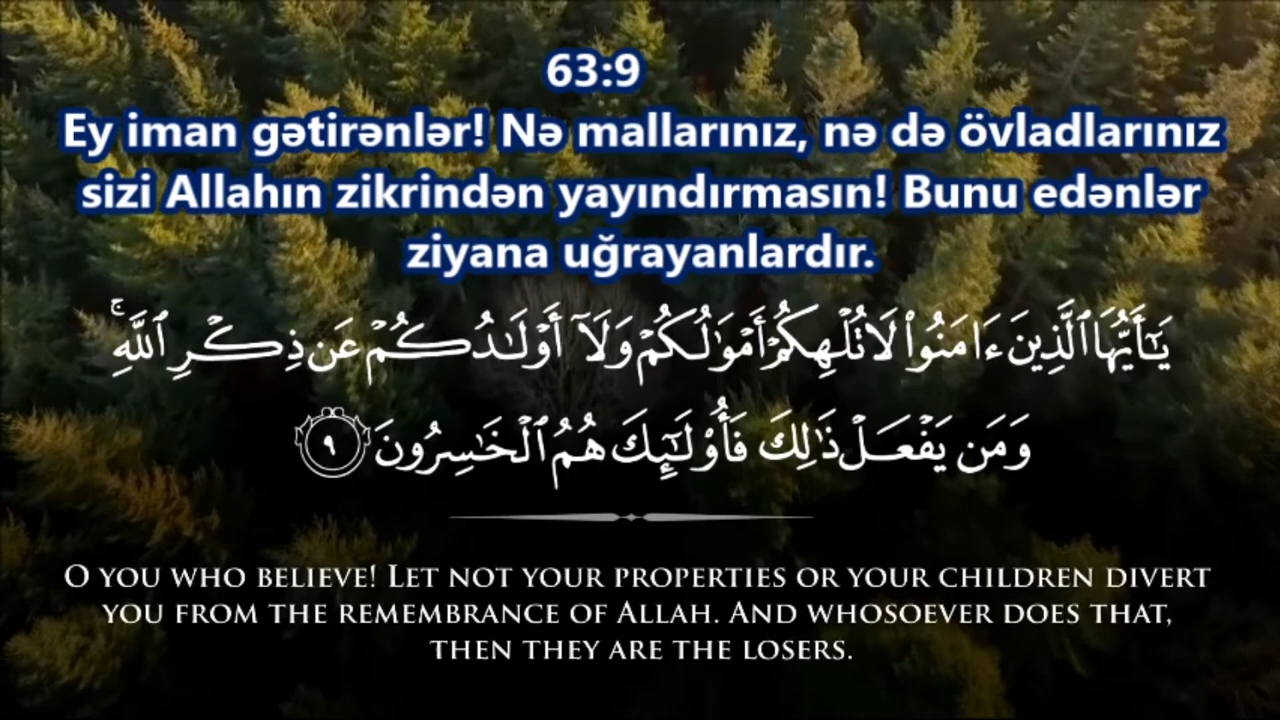 63:9
Ey iman gətirənlər! Nə mallarınız, nə də övladlarınız
sizi Allahın zikrindən yayındırmasın! Bunu edənlər
ziyana uğrayanlardır.
يَـٰٓأَيُّهَا ٱلَّذِينَ ءَامَنُوا۟ لَا تُلْهِكُمْ أَمْوَٰلُكُمْ وَلَآ أَوْلَـٰدُكُمْ عَن ذِكْرِ ٱللَّهِ ۚ
وَمَن يَفْعَلْ ذَٰلِكَ فَأُو۟لَـٰٓئِكَ هُمُ ٱلْخَـٰسِرُونَ ٩
O you who believe! Let not your properties or your children divert
you from the remembrance of Allah. And whosoever does that,
then they are the losers.